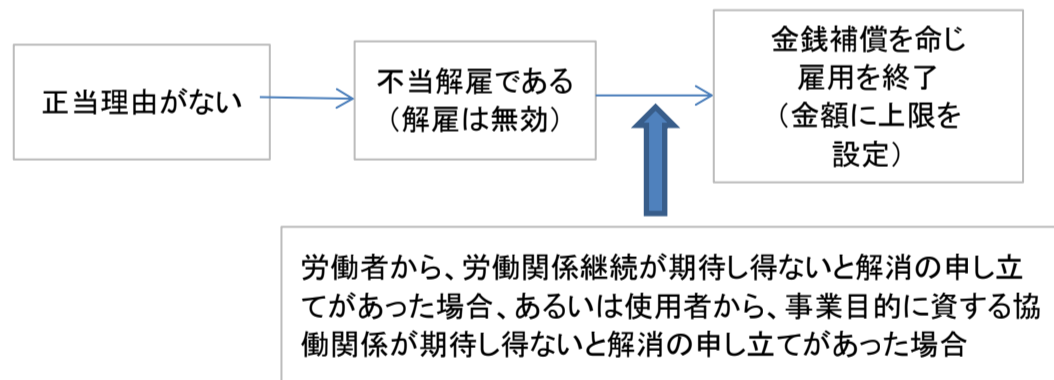 正当理由がない
不当解雇である
（解雇は無効）
金銭補償を命じ
雇用を終了
（金額に上限を
設定）
労働者から、労働関係継続が期待し得ないと解消の申し立
てがあった場合、あるいは使用者から、事業目的に資する協
働関係が期待し得ないと解消の申し立てがあった場合